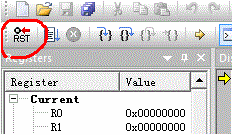 RST
Registers
Register Value
Current
R0 0x00000000
R1 0x00000000